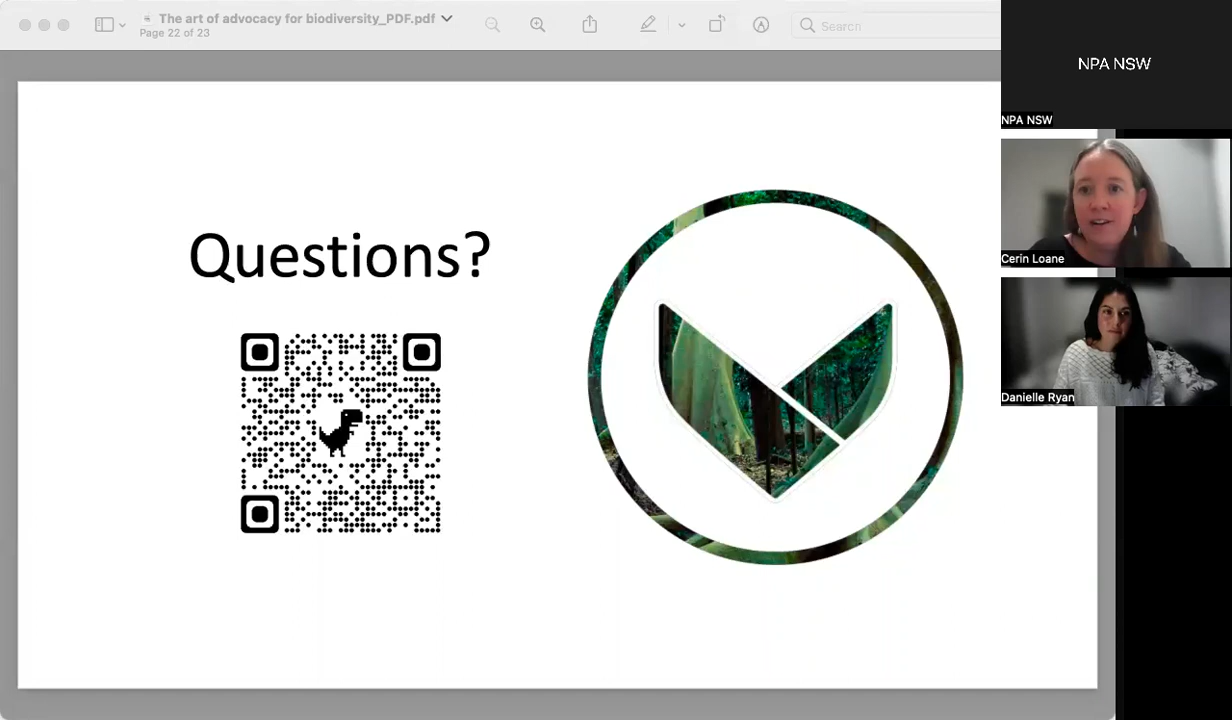 The art of advocacy for biodiversity_PDF.pdf
Page 22 of 23
Search
NPA NSW
NPA NSW
Cerin Loane
Danielle Ryan
Questions?